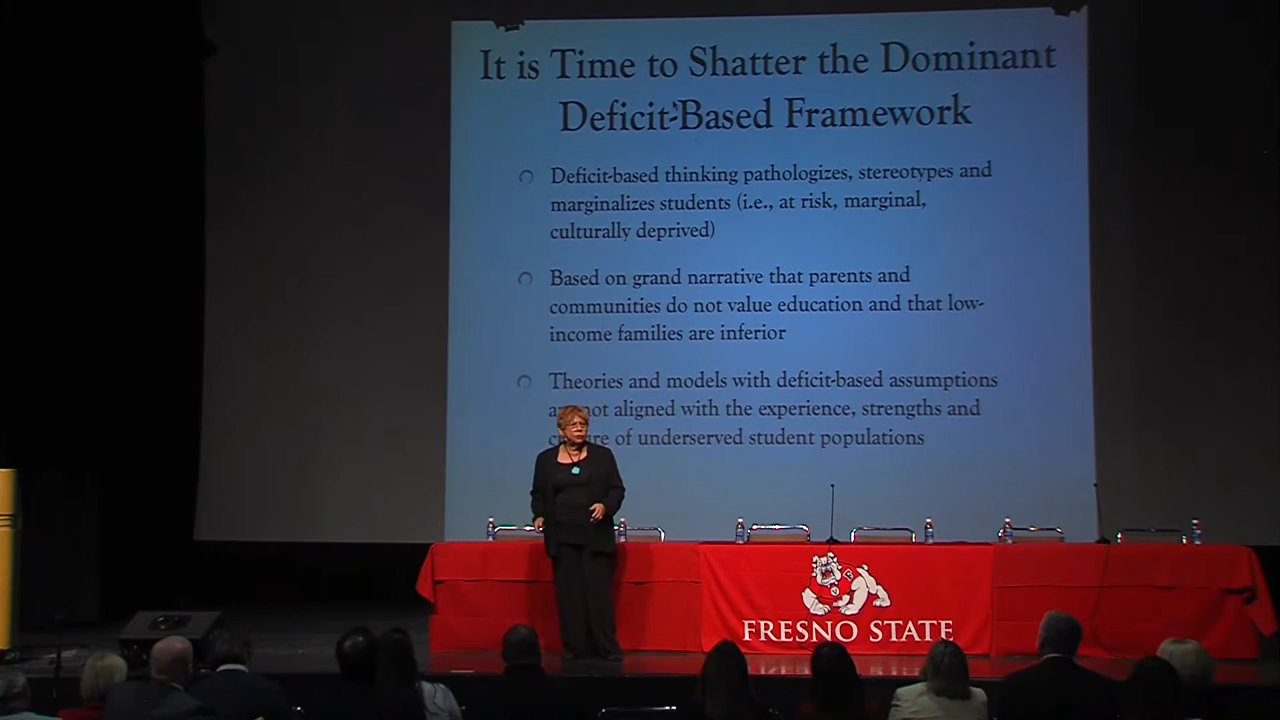 It is Time to Shatter the Dominant
Deficit-Based Framework
Deficit-based thinking pathologizes, stereotypes and
marginalizes students (i.e., at risk, marginal,
culturally deprived)
Based on grand narrative that parents and
communities do not value education and that low-
income families are inferior
Theories and models with deficit-based assumptions
not aligned with the experience, strengths and
of underserved student populations
FRESNO STATE